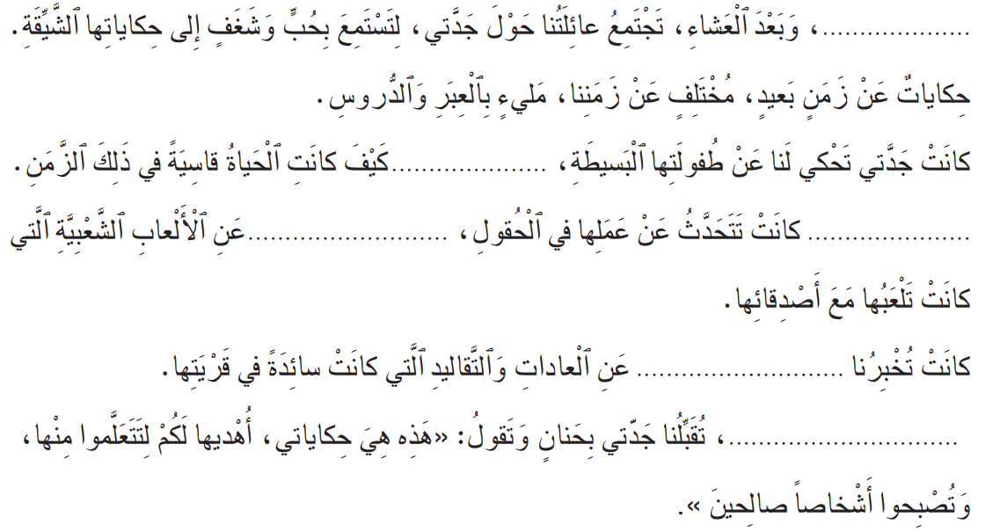 ....................، وَبَعْدَ ٱلْعَشاءِ، تَجْتَمِعُ عائِلَتُنا حَوْلَ جَدَّتي، لِتَسْتَمِعَ بِحُبٍّ وَشَغَفٍ إِلى حِكاياتِها ٱلشَّيِّقَةِ.
حِكاياتٌ عَنْ زَمَنٍ بَعيدٍ، مُخْتَلِفٍ عَنْ زَمَنِنا، مَليءٍ بِٱلْعِبَرِ وَٱلدُّروسِ.
كانَتْ جَدَّتي تَحْكي لَنا عَنْ طُفولَتِها ٱلْبَسيطَةِ، .....................كَيْفَ كانَتِ ٱلْحَياةُ قاسِيَةً في ذَلِكَ ٱلزَّمَنِ.
...................... كانَتْ تَتَحَدَّثُ عَنْ عَمَلِها في ٱلْحُقولِ، ...........................عَنِ ٱلْأَلْعابِ ٱلشَّعْبِيَّةِ ٱلَّتي
كانَتْ تَلْعَبُها مَعَ أَصْدِقائِها.
كانَتْ تُخْبِرُنا ............................ عَنِ ٱلْعاداتِ وَٱلتَّقاليدِ ٱلَّتي كانَتْ سائِدَةً في قَرْيَتِها.
...............................، تُقَبِّلُنا جَدّتي بِحَنانٍ وَتَقولُ: «هَذِه هِيَ حِكاياتي، أُهْديها لَكُمْ لِتَتَعَلَّموا مِنْها،
وَتُصْبِحوا أَشْخاصاً صالِحينَ ».